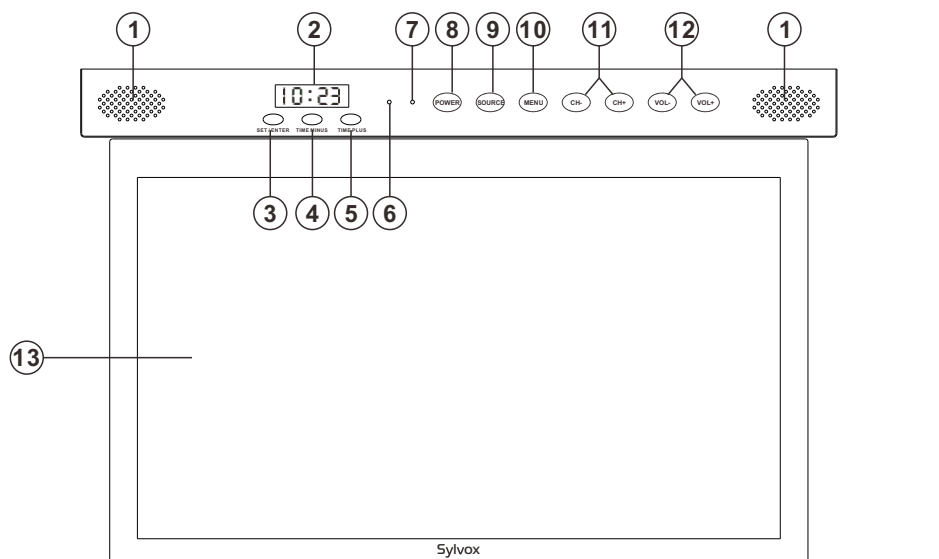 1 2 7 8 9 10 11 12 1
10:23 POWER SOURCE MENU CH- CH+ VOL- VOL+
SET / ENTER TIME MINUS TIME PLUS
3 4 5 6
13
Sylvox